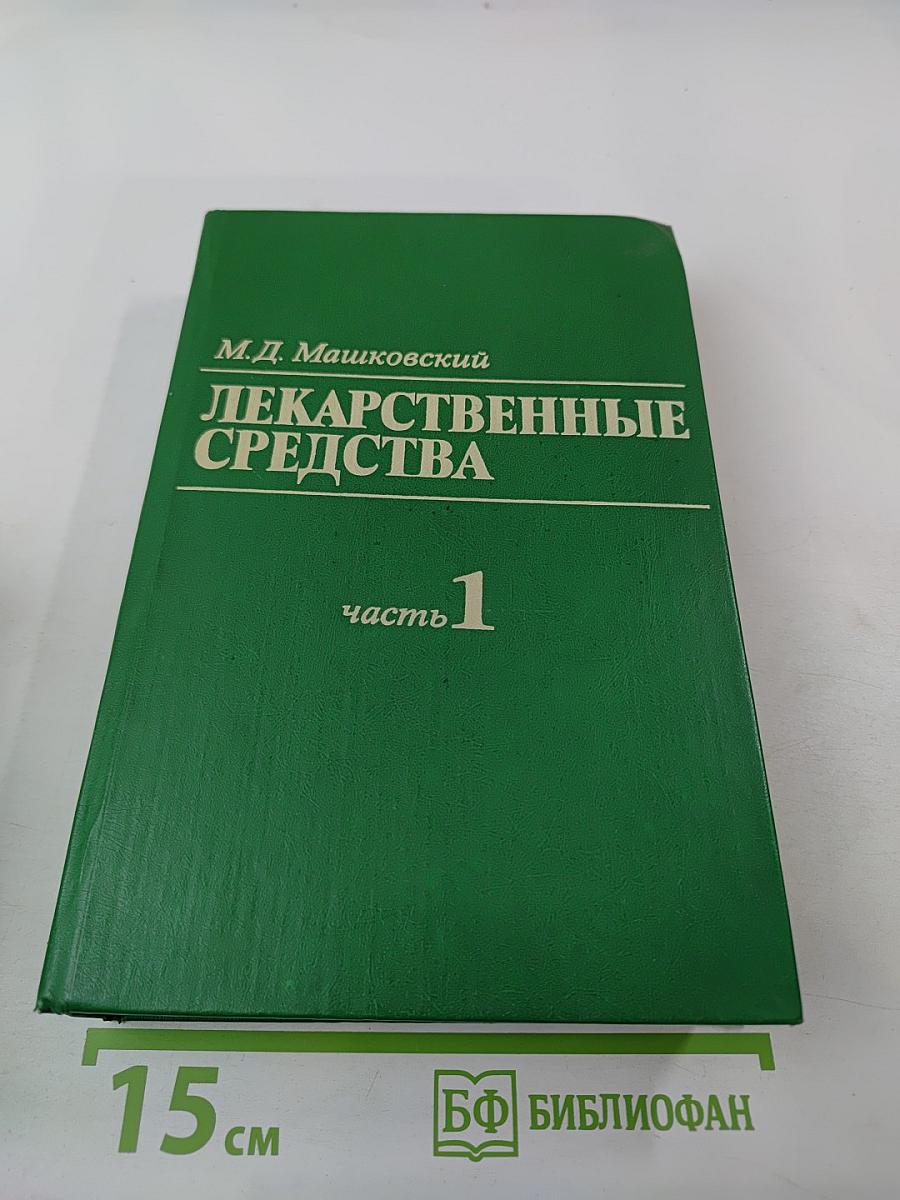 М.Д. Машковский
ЛЕКАРСТВЕННЫЕ
СРЕДСТВА
часть 1
15 см
БФ БИБЛИОФАН